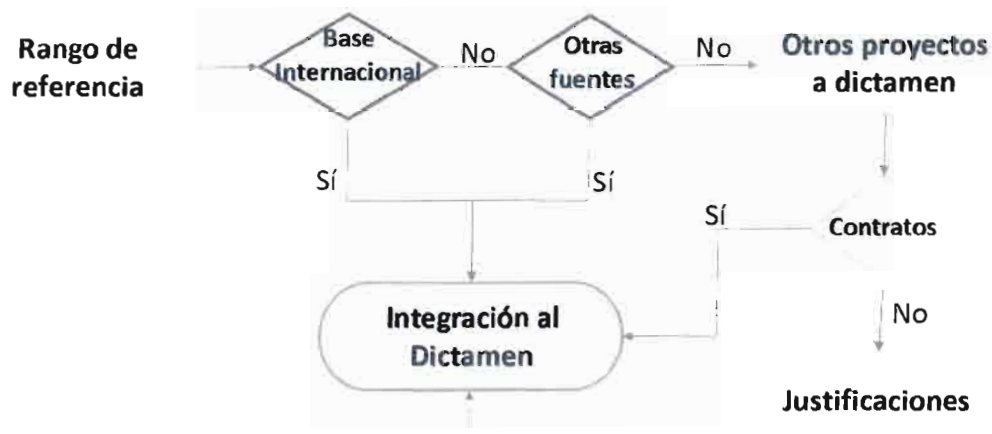 Rango de
referencia
Base
Internacional
No
Otras
fuentes
No
Otros proyectos
a dictamen
Sí
Sí
Sí
Contratos
Integración al
Dictamen
No
Justificaciones